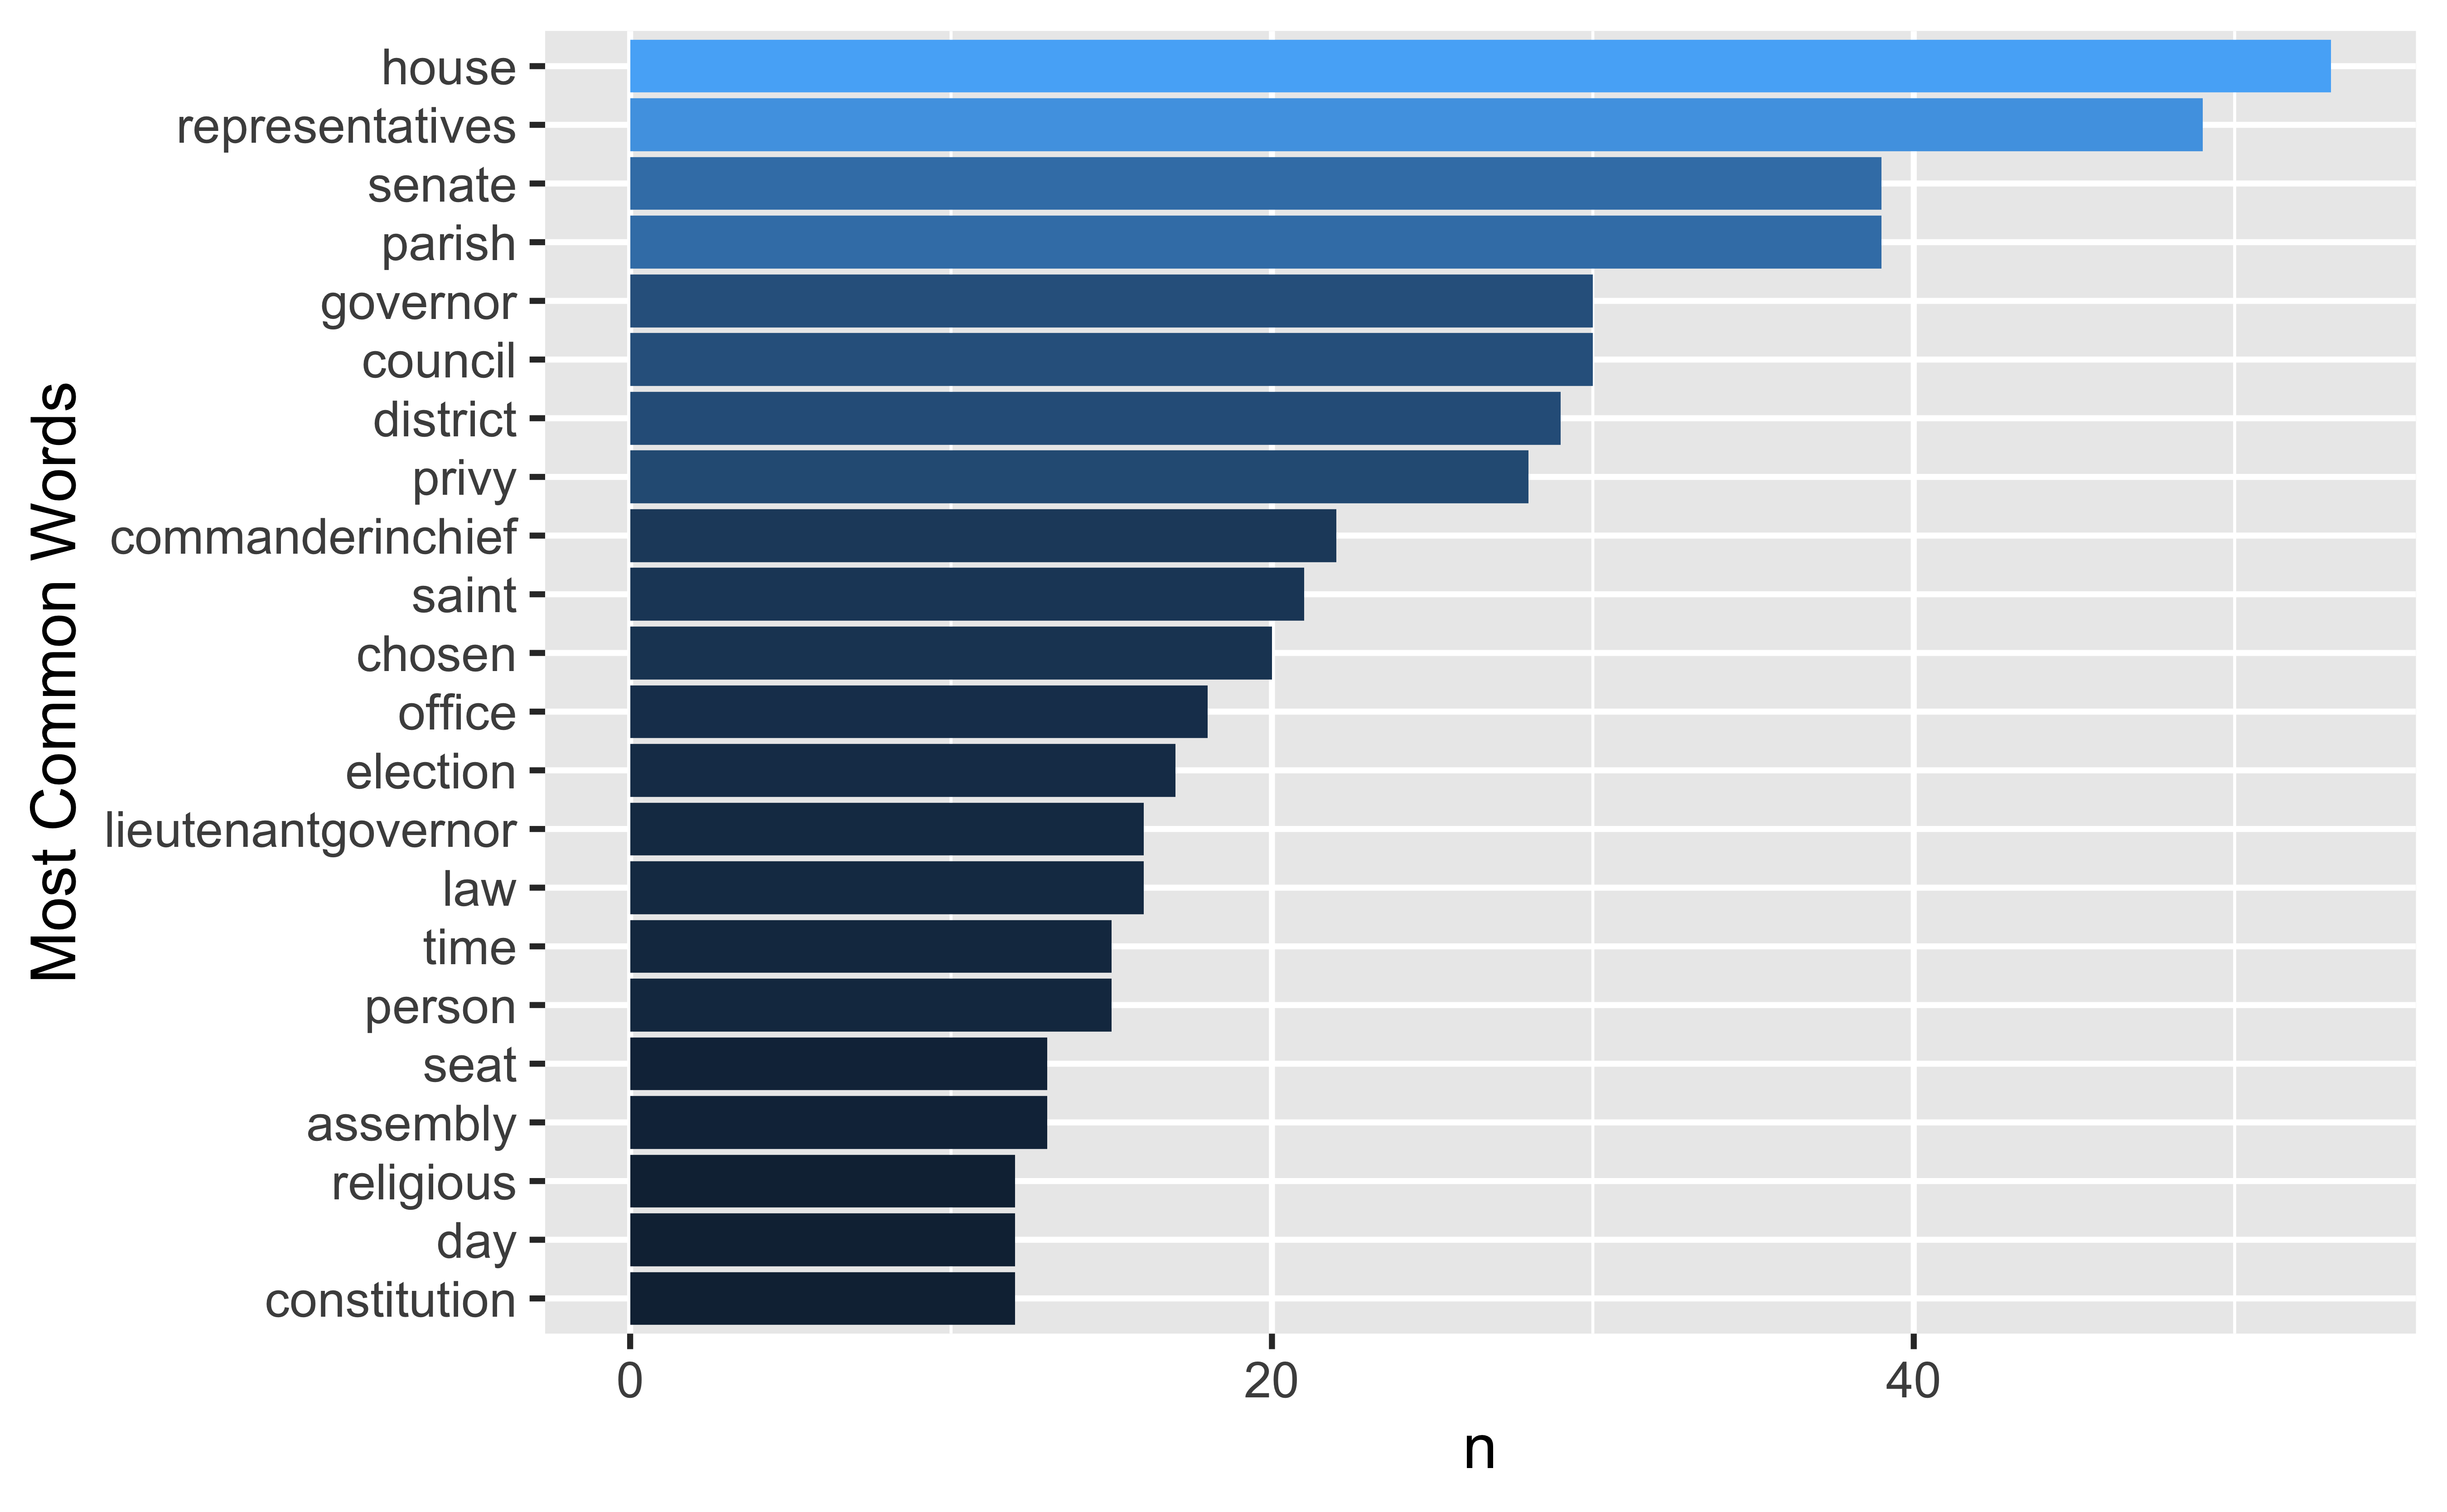 Most Common Words
house
representatives
senate
parish
governor
council
district
privy
commanderinchief
saint
chosen
office
election
lieutenantgovernor
law
time
person
seat
assembly
religious
day
constitution
0 20 40
n